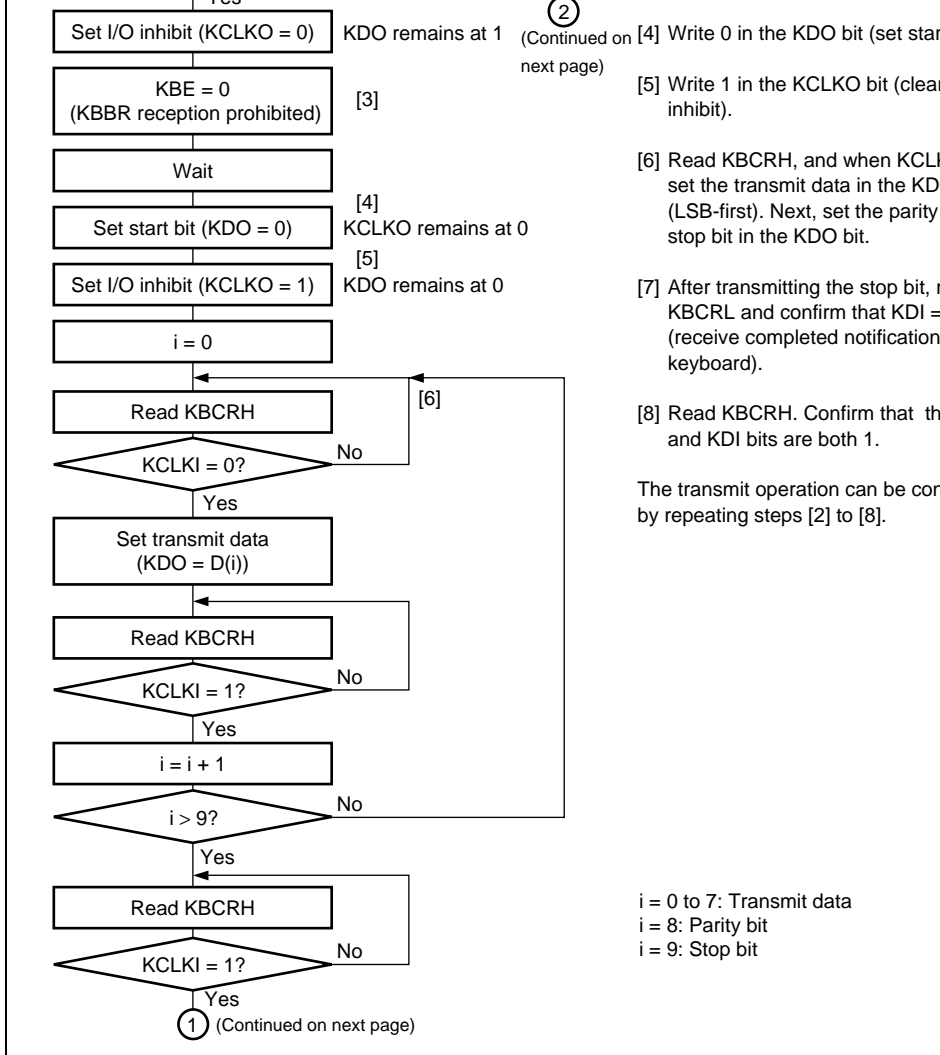 Yes
Set I/O inhibit (KCLKO = 0)
KDO remains at 1
2
(Continued on
next page)
KBE = 0
(KBBR reception prohibited)
[3]
Wait
[4]
Set start bit (KDO = 0)
KCLKO remains at 0
[5]
Set I/O inhibit (KCLKO = 1)
KDO remains at 0
i = 0
[6]
Read KBCRH
KCLKI = 0?
No
Yes
Set transmit data
(KDO = D(i))
Read KBCRH
KCLKI = 1?
No
Yes
i = i + 1
i > 9?
No
Yes
Read KBCRH
KCLKI = 1?
No
Yes
1 (Continued on next page)
[4] Write 0 in the KDO bit (set
[5] Write 1 in the KCLKO bit
inhibit).
[6] Read KBCRH, and when
set the transmit data in the
(LSB-first). Next, set the parity
stop bit in the KDO bit.
[7] After transmitting the stop bit,
KBCRL and confirm that KDI =
(receive completed notification
keyboard).
[8] Read KBCRH. Confirm that
and KDI bits are both 1.
The transmit operation can be
by repeating steps [2] to [8].
i = 0 to 7: Transmit data
i = 8: Parity bit
i = 9: Stop bit